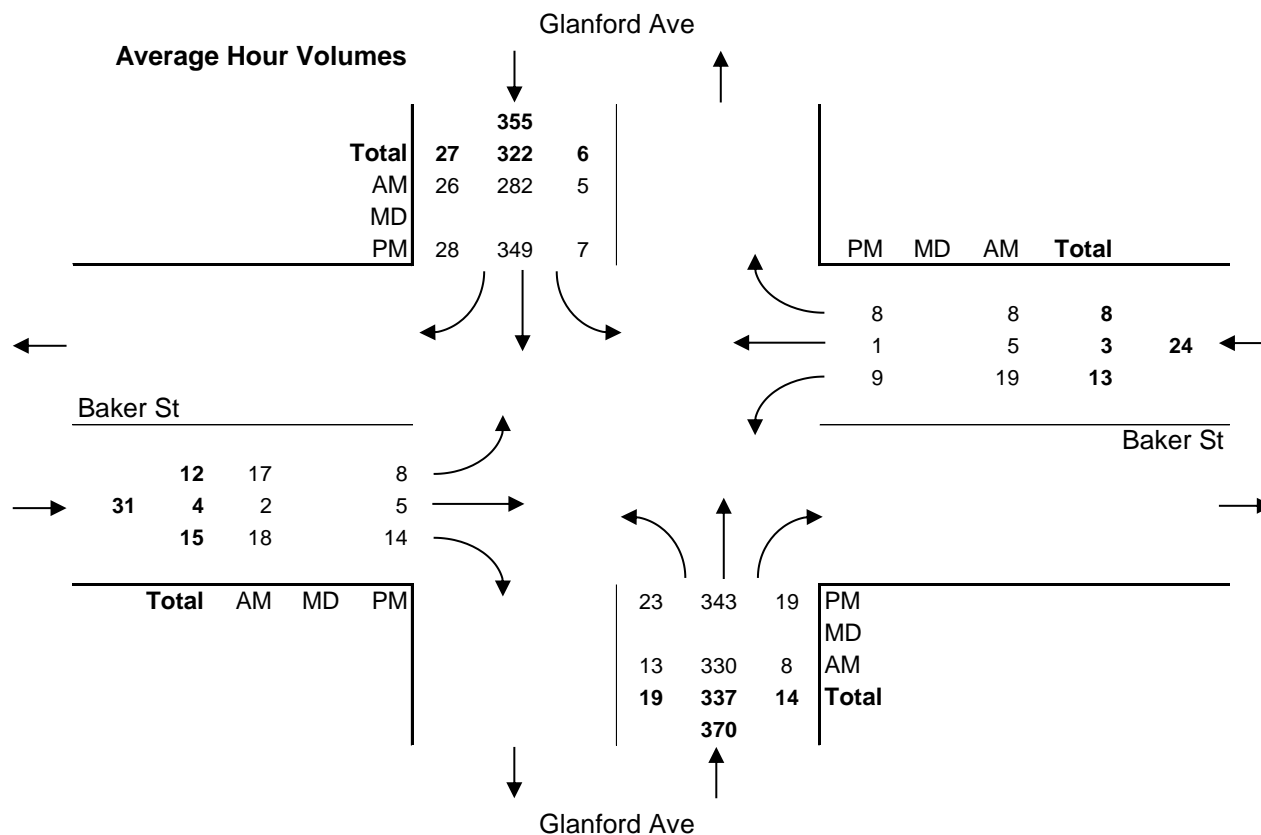 Glanford Ave
Average Hour Volumes
355
Total 27 322 6
AM 26 282 5
MD
PM 28 349 7
PM MD AM Total
8 8 8
1 5 3 24
9 19 13
Baker St
Baker St
12 17 8
31 4 2 5
15 18 14
Total AM MD PM
23 343 19 PM
MD
13 330 8 AM
19 337 14 Total
370
Glanford Ave